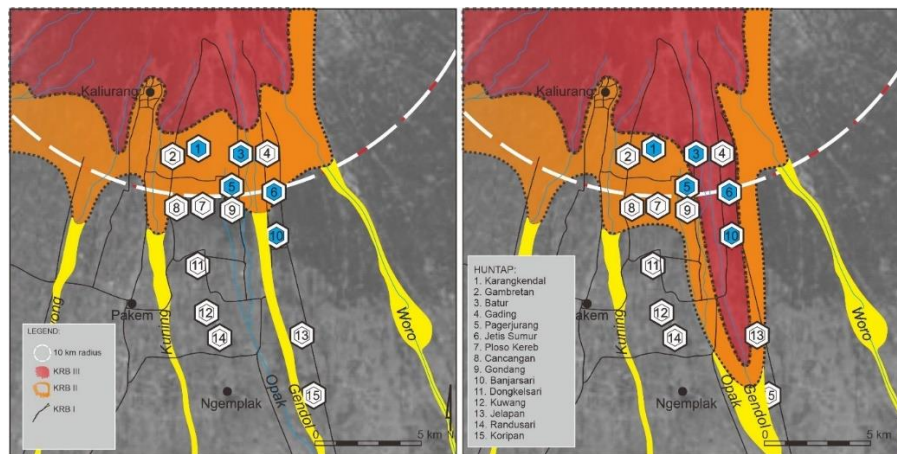 Kaliurang
2
1
3
4
5
6
8
7
9
10
11
12
14
13
15
ong
Pakem
Kuning
Ngemplak
Opak
Gendol
Woro
LEGEND:
10 km radius
KRB III
KRB II
KRB I
0
5 km
N
Kaliurang
2
1
3
4
5
6
8
7
9
10
11
12
14
13
5
HUNTAP:
1. Karangkendal
2. Gambretan
3. Batur
4. Gading
5. Pagerjurang
6. Jetis Sumur
7. Ploso Kereb
8. Cancangan
9. Gondang
10. Banjarsari
11. Dongkelsari
12. Kuwang
13. Jelapan
14. Randusari
15. Koripan
kem
Kuning
Ngemplak
Opak
Gendol
Woro
0
5 km